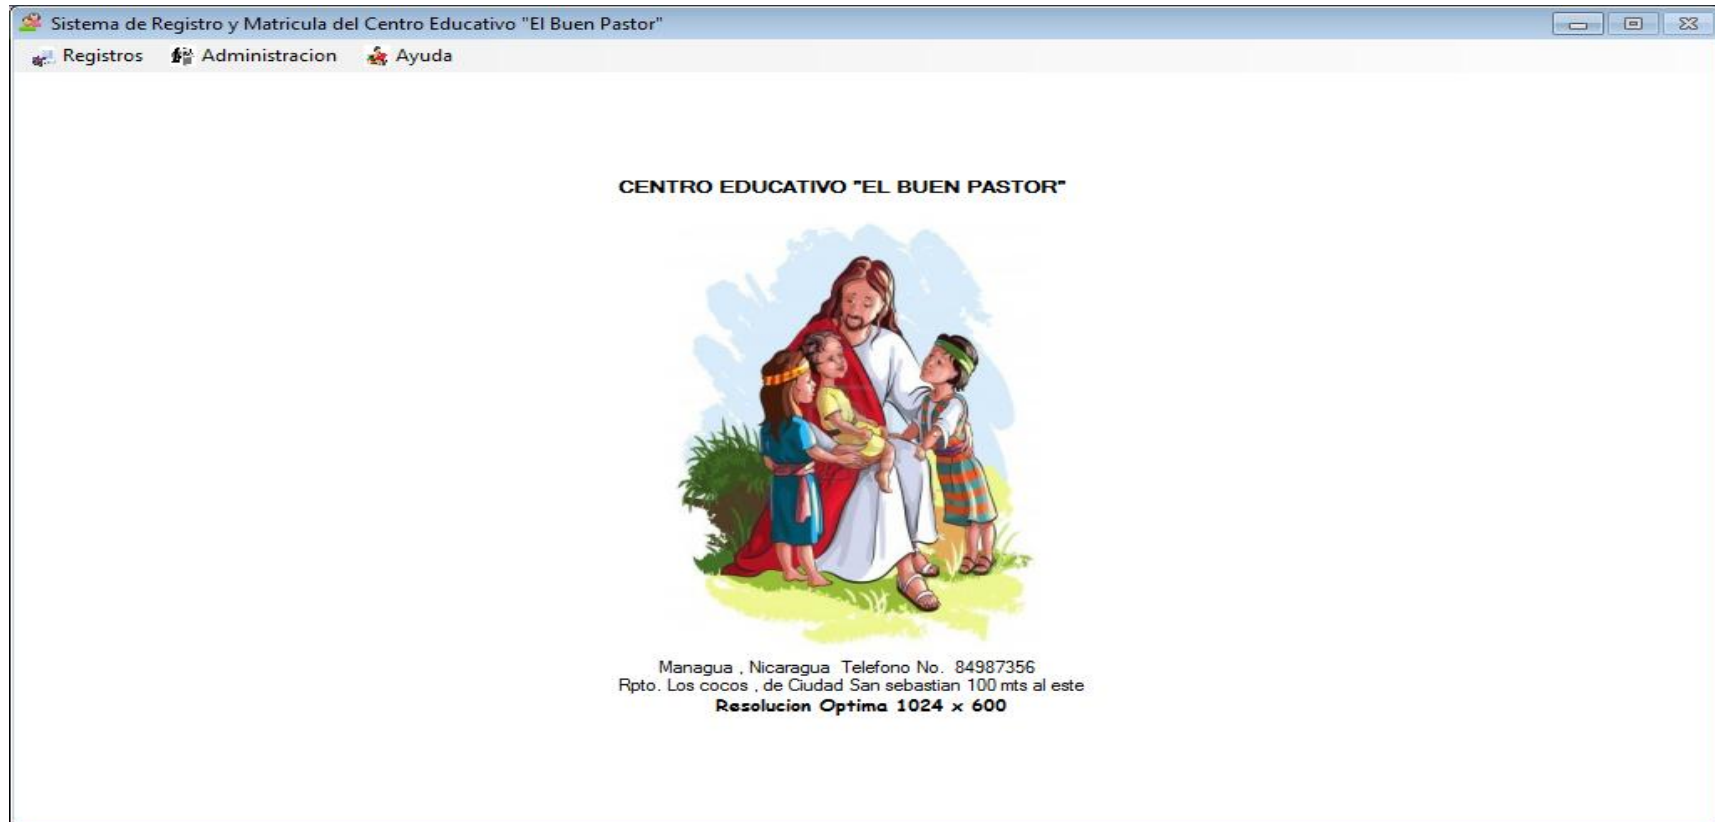 Sistema de Registro y Matricula del Centro Educativo "El Buen Pastor"
Registros Administracion Ayuda
CENTRO EDUCATIVO "EL BUEN PASTOR"
Managua , Nicaragua Telefono No. 84987356
Rpto. Los cocos , de Ciudad San sebastian 100 mts al este
Resolucion Optima 1024 x 600